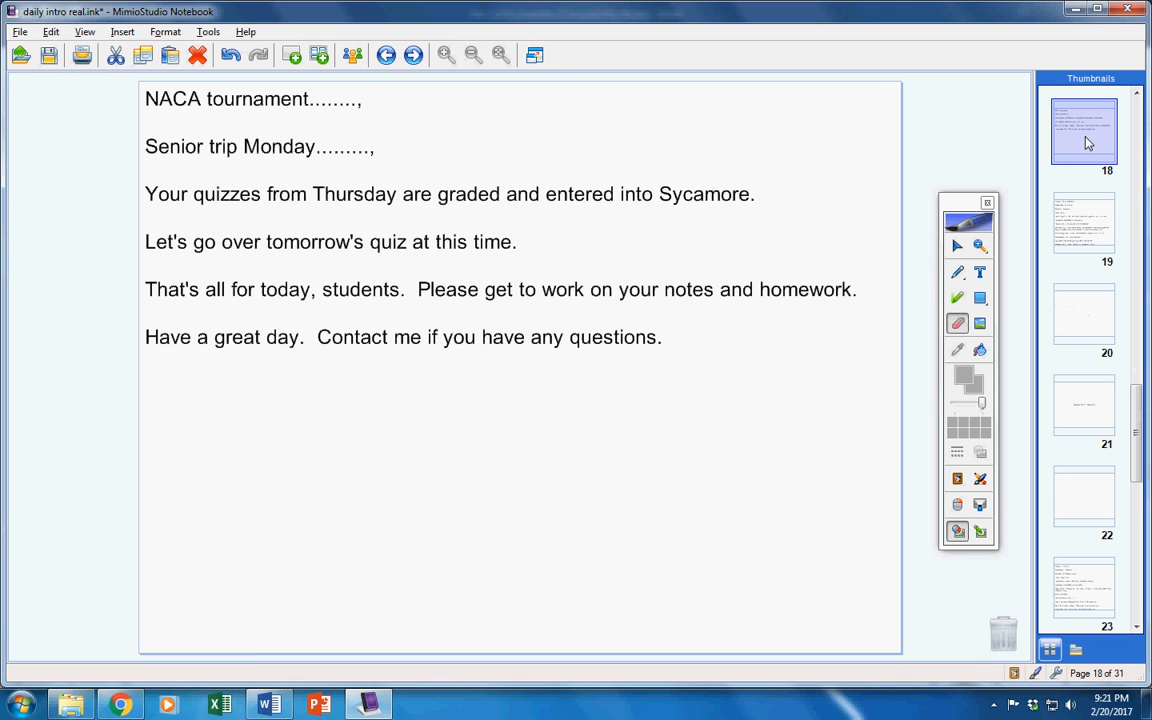 daily intro real.ink* - MimioStudio Notebook
File Edit View Insert Format Tools Help
Thumbnails
NACA tournament........,
Senior trip Monday.........,
Your quizzes from Thursday are graded and entered into Sycamore.
Let's go over tomorrow's quiz at this time.
That's all for today, students.  Please get to work on your notes and homework.
Have a great day.  Contact me if you have any questions.
18
19
20
21
22
23
Page 18 of 31
9:21 PM
2/20/2017